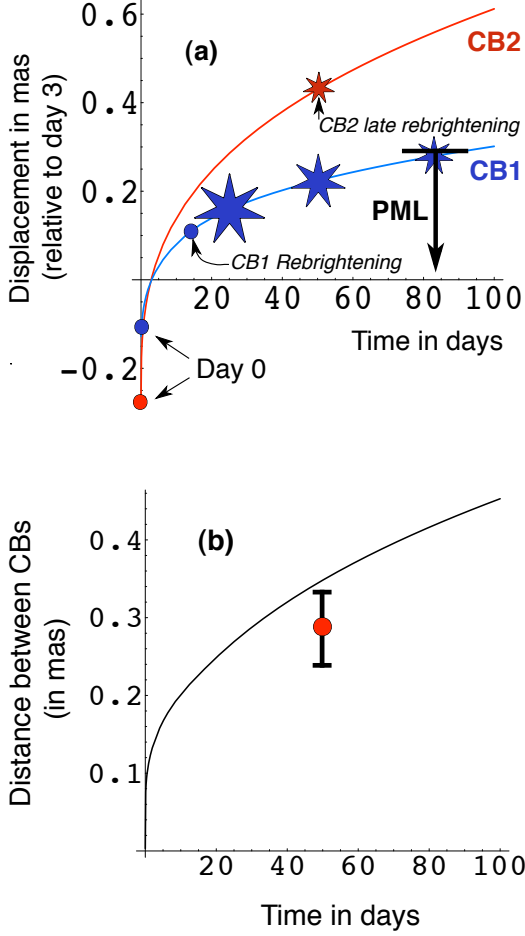 0.6
(a)
CB2
0.4
CB2 late rebrightening
Displacement in mas
(relative to day 3)
0.2
CB1
PML
CB1 Rebrightening
20 40 60 80 100
Time in days
Day 0
-0.2
(b)
0.4
0.3
Distance between CBs
(in mas)
0.2
0.1
20 40 60 80 100
Time in days